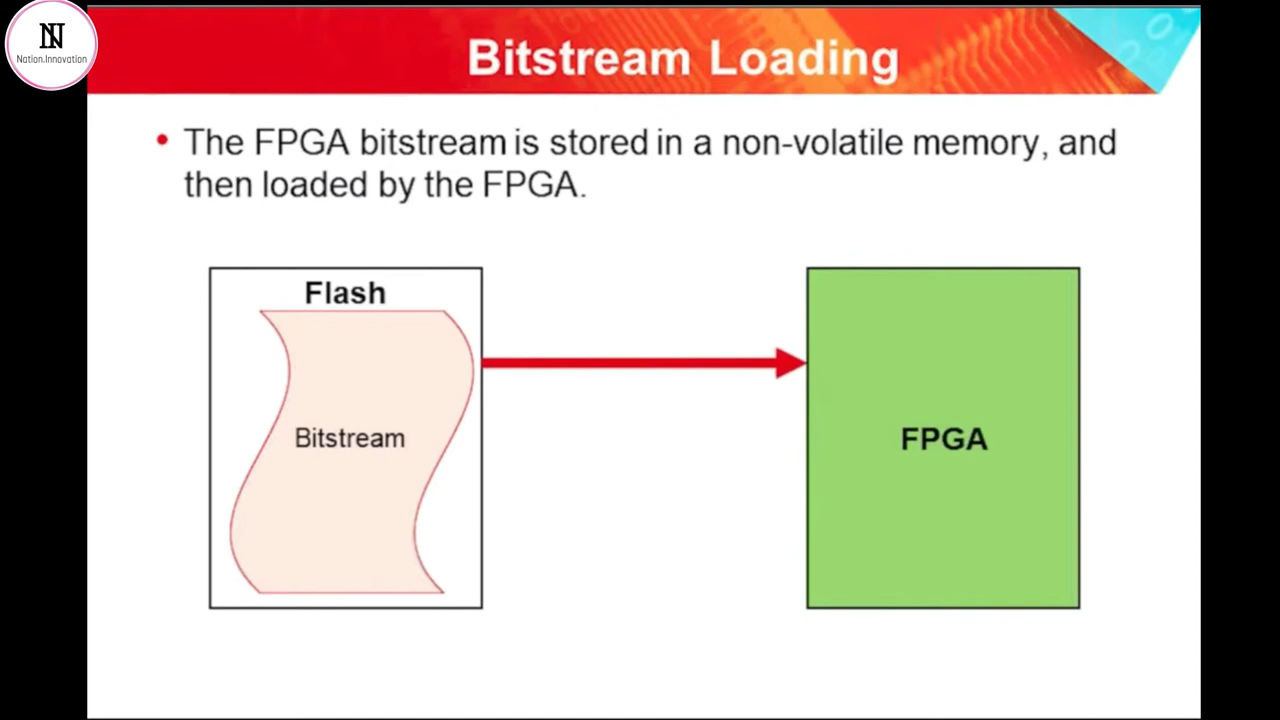 NN
Nation.Innovation
Bitstream Loading
• The FPGA bitstream is stored in a non-volatile memory, and
then loaded by the FPGA.
Flash
Bitstream
FPGA